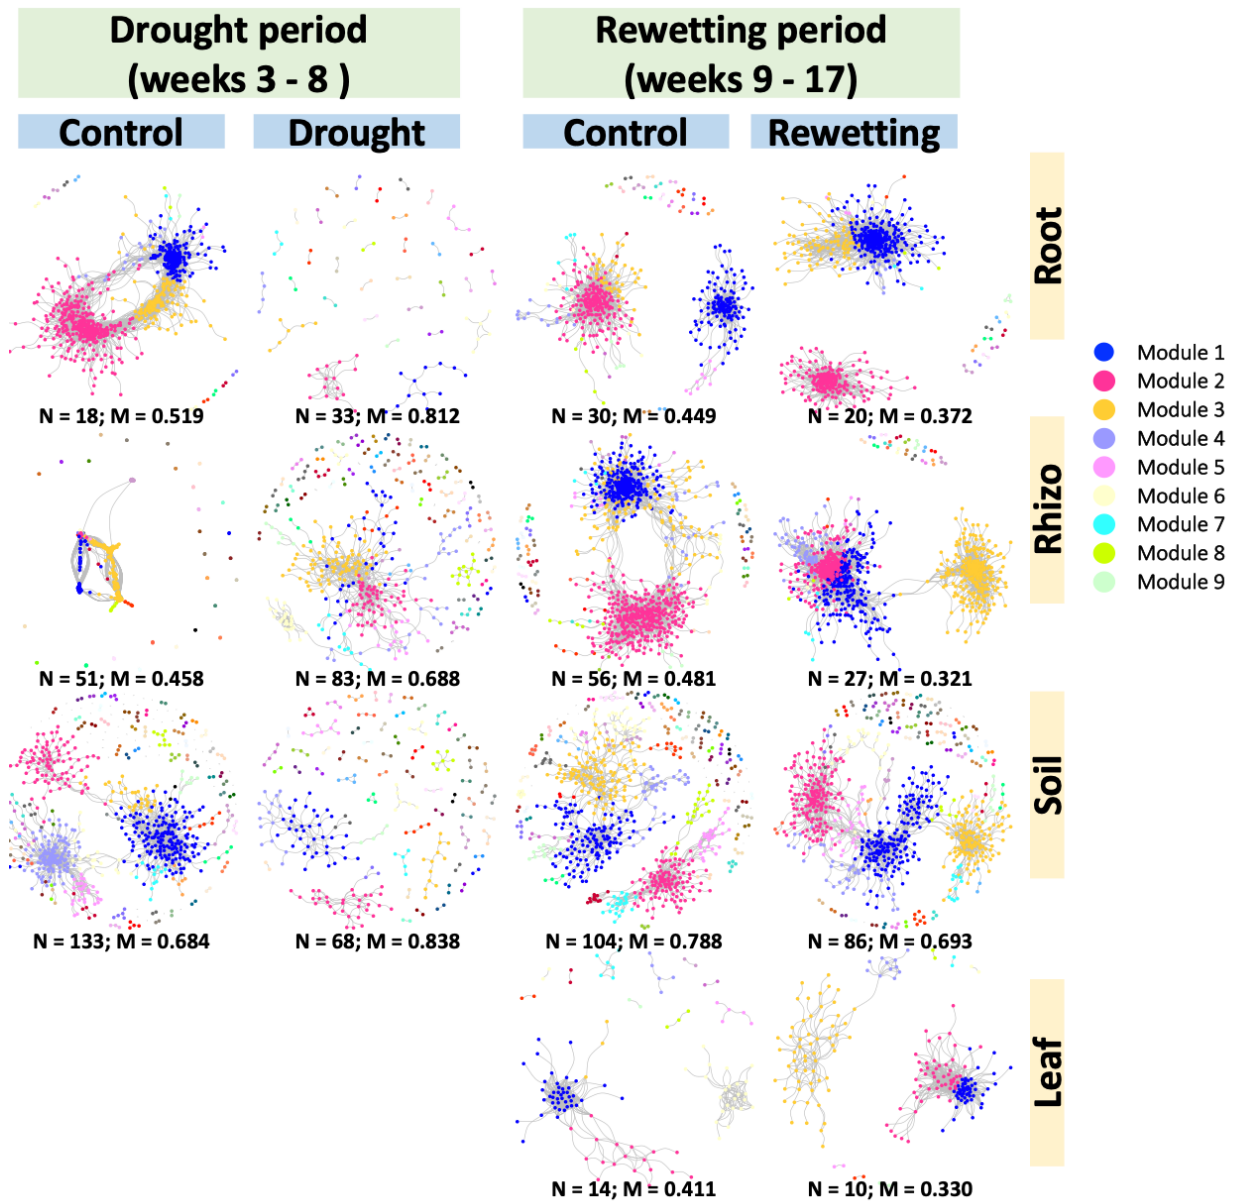 Drought period
(weeks 3 - 8 )
Rewetting period
(weeks 9 - 17)
Control
Drought
Control
Rewetting
Root
N = 18; M = 0.519
N = 33; M = 0.812
N = 30; M = 0.449
N = 20; M = 0.372
Rhizo
N = 51; M = 0.458
N = 83; M = 0.688
N = 56; M = 0.481
N = 27; M = 0.321
Soil
N = 133; M = 0.684
N = 68; M = 0.838
N = 104; M = 0.788
N = 86; M = 0.693
Leaf
N = 14; M = 0.411
N = 10; M = 0.330
Module 1
Module 2
Module 3
Module 4
Module 5
Module 6
Module 7
Module 8
Module 9